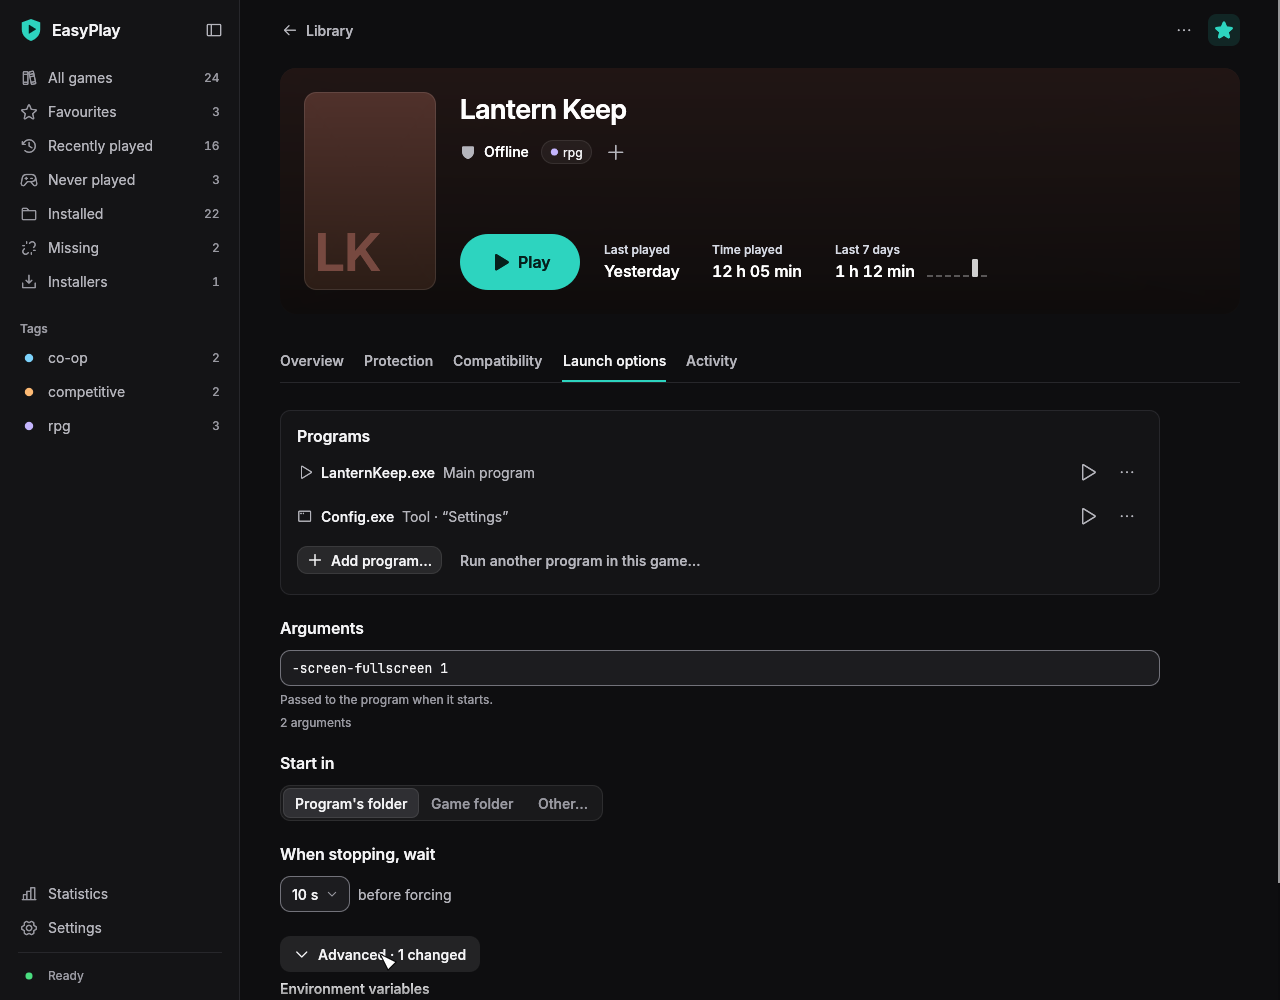 EasyPlay
All games 24
Favourites 3
Recently played 16
Never played 3
Installed 22
Missing 2
Installers 1
Tags
co-op 2
competitive 2
rpg 3
Statistics
Settings
Ready
Library
LK
Lantern Keep
Offline rpg
Play
Last played
Yesterday
Time played
12 h 05 min
Last 7 days
1 h 12 min
Overview Protection Compatibility Launch options Activity
Programs
LanternKeep.exe Main program
Config.exe Tool · “Settings”
Add program... Run another program in this game...
Arguments
-screen-fullscreen 1
Passed to the program when it starts.
2 arguments
Start in
Program's folder Game folder Other...
When stopping, wait
10 s before forcing
Advanced · 1 changed
Environment variables